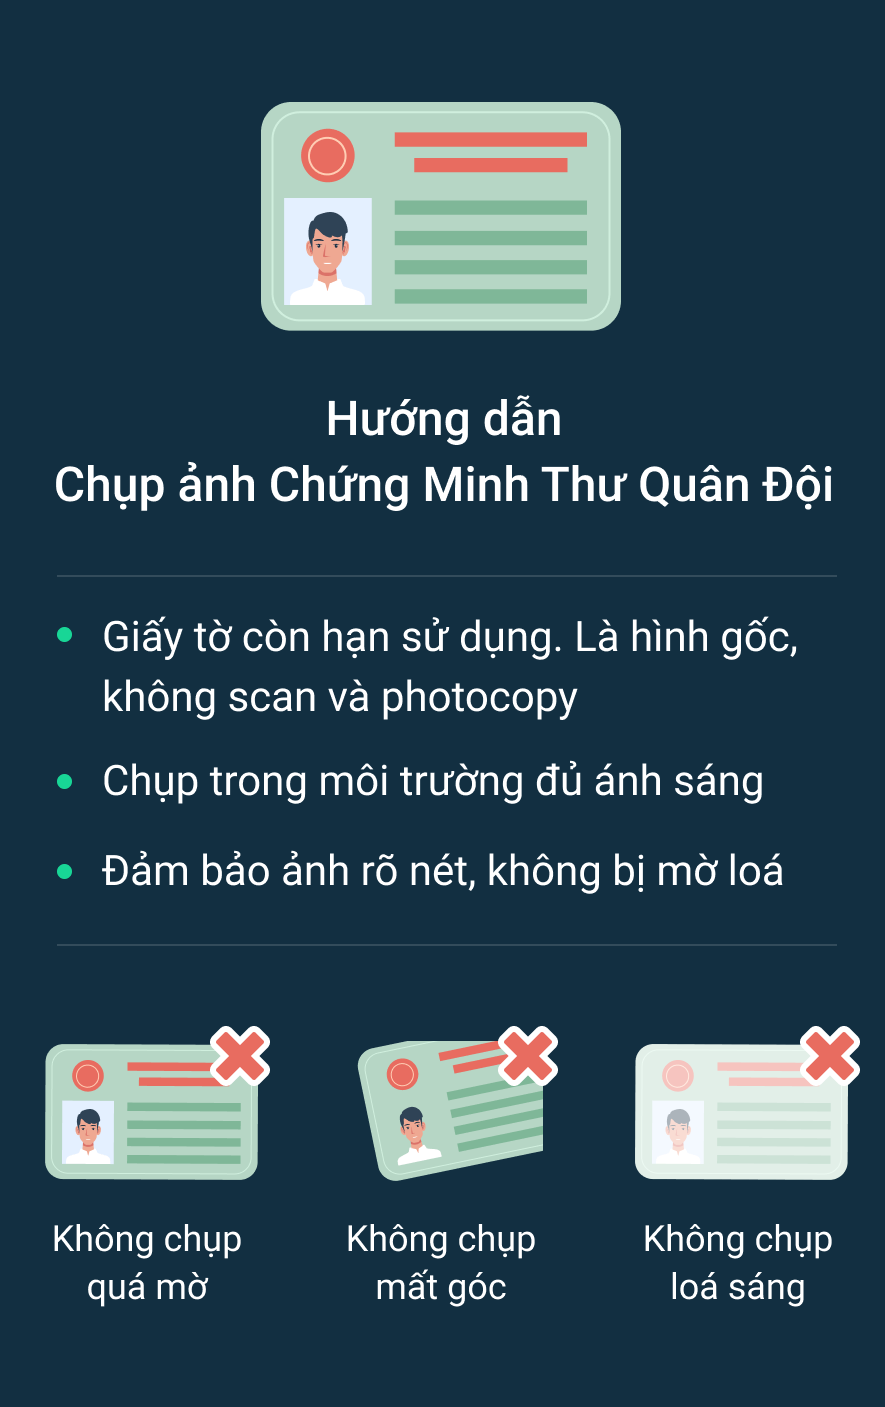 Hướng dẫn
Chụp ảnh Chứng Minh Thư Quân Đội
Giấy tờ còn hạn sử dụng. Là hình gốc,
không scan và photocopy
Chụp trong môi trường đủ ánh sáng
Đảm bảo ảnh rõ nét, không bị mờ loá
Không chụp
quá mờ
Không chụp
mất góc
Không chụp
loá sáng